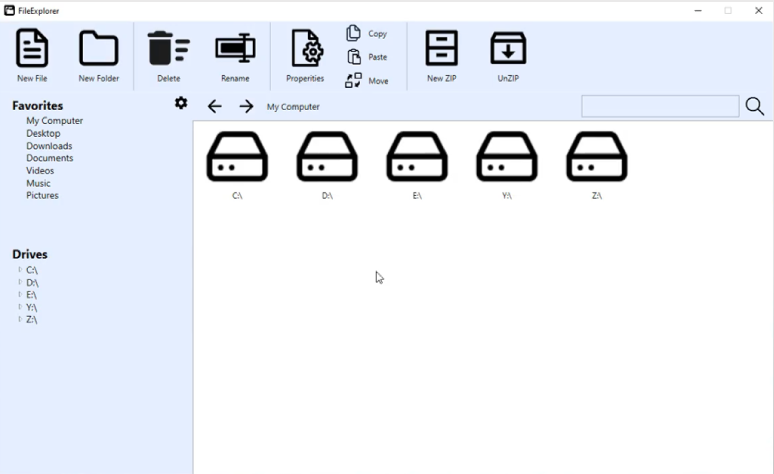 FileExplorer
New File
New Folder
Delete
Rename
Properities
Copy
Paste
Move
New ZIP
UnZIP
Favorites
My Computer
Desktop
Downloads
Documents
Videos
Music
Pictures
Drives
C:\
D:\
E:\
Y:\
Z:\
My Computer
C:\
D:\
E:\
Y:\
Z:\